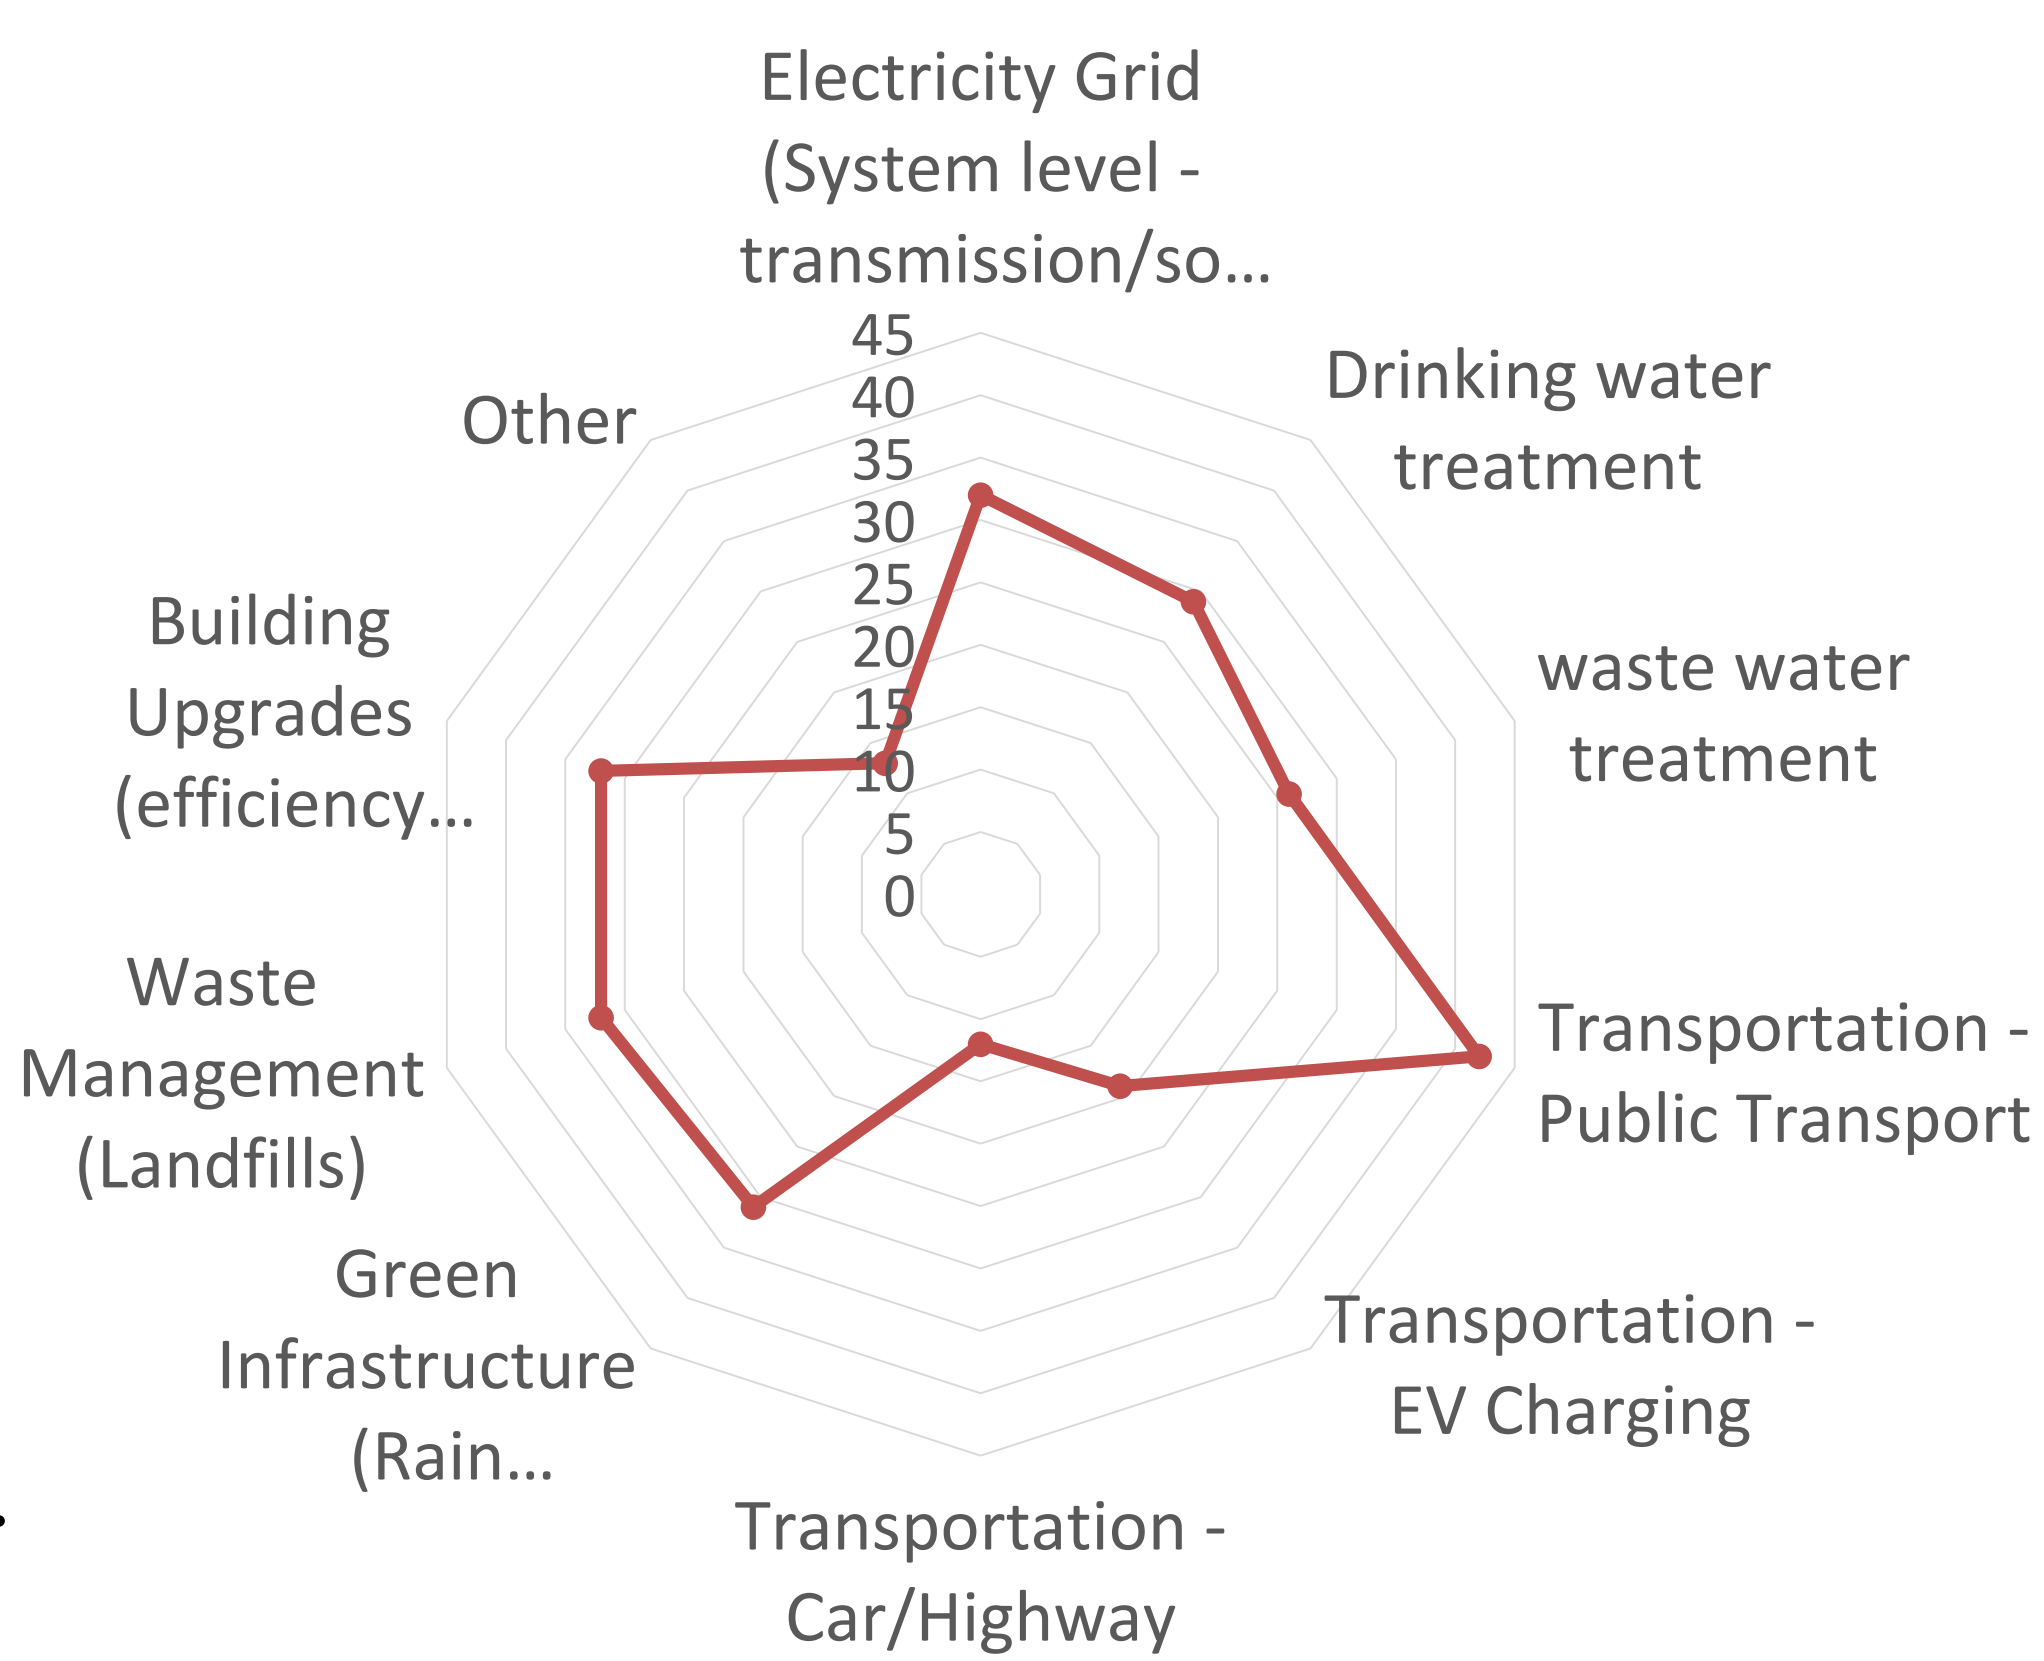 Electricity Grid
(System level -
transmission/so...
Drinking water
treatment
waste water
treatment
Transportation -
Public Transport
Transportation -
EV Charging
Transportation -
Car/Highway
Green
Infrastructure
(Rain...
Waste
Management
(Landfills)
Building
Upgrades
(efficiency...
Other
45
40
35
30
25
20
15
10
5
0